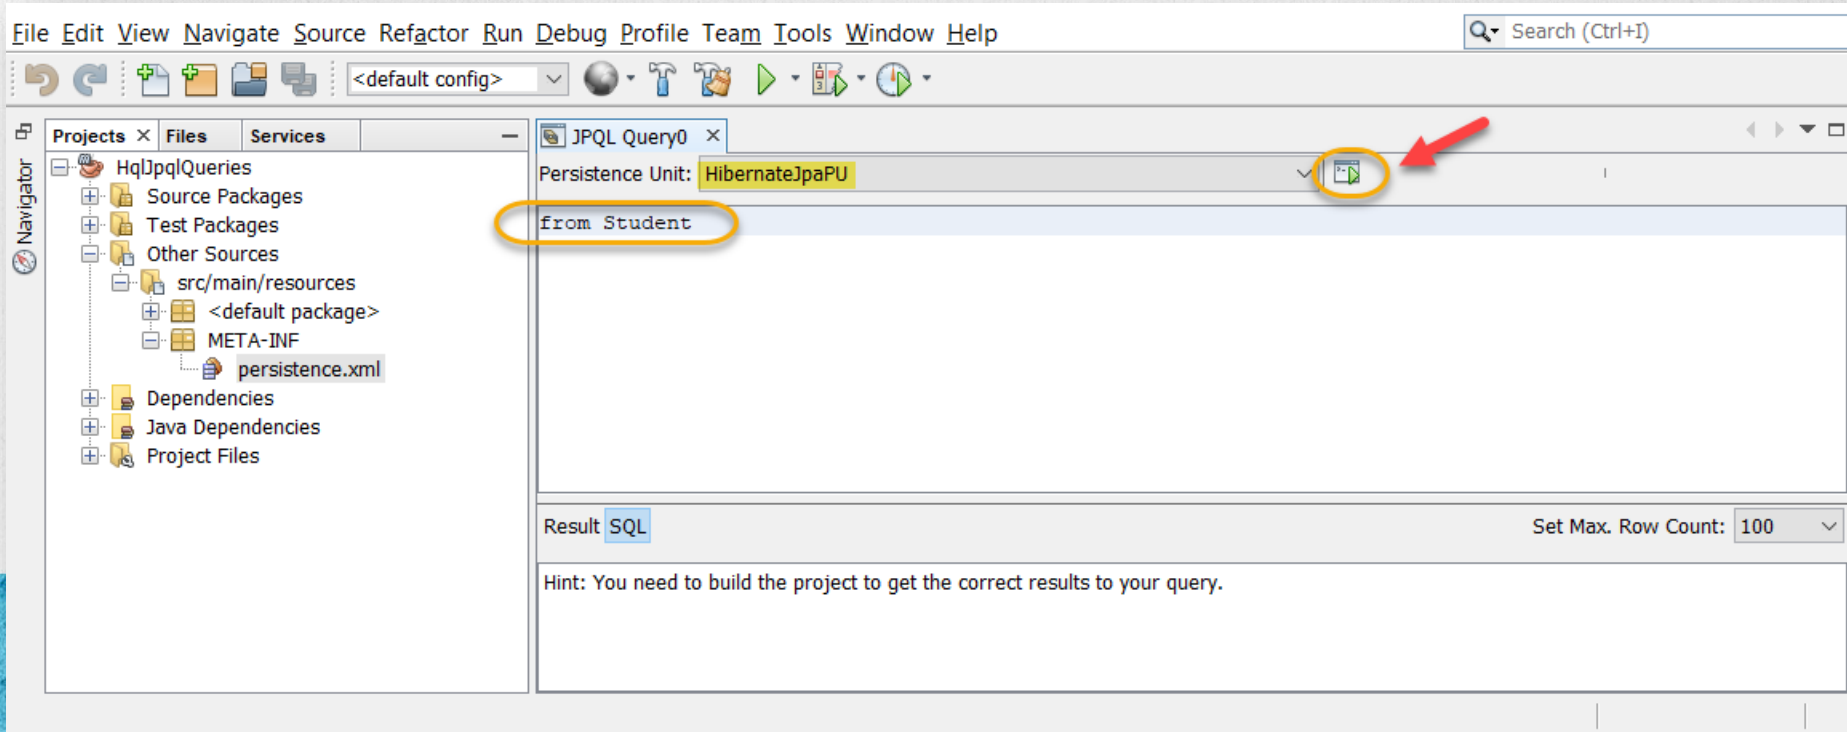 File Edit View Navigate Source Refactor Run Debug Profile Team Tools Window Help
Search (Ctrl+I)
<default config>
Projects Files Services
Navigator
HqlJpqlQueries
Source Packages
Test Packages
Other Sources
src/main/resources
<default package>
META-INF
persistence.xml
Dependencies
Java Dependencies
Project Files
JPQL Query0
Persistence Unit: HibernateJpaPU
from Student
Result SQL
Set Max. Row Count: 100
Hint: You need to build the project to get the correct results to your query.